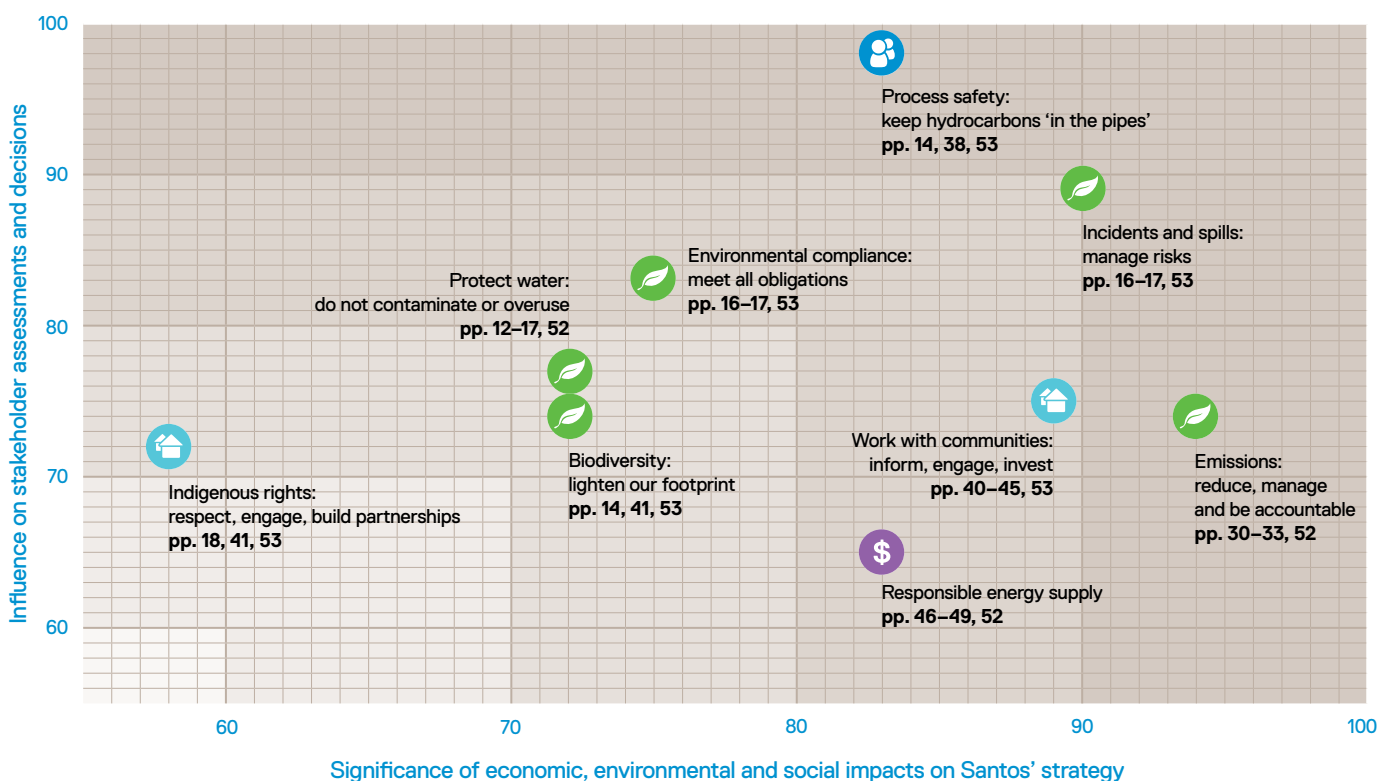 Influence on stakeholder assessments and decisions
100
90
80
70
60
Process safety:
keep hydrocarbons ‘in the pipes’
pp. 14, 38, 53
Incidents and spills:
manage risks
pp. 16–17, 53
Environmental compliance:
meet all obligations
pp. 16–17, 53
Protect water:
do not contaminate or overuse
pp. 12–17, 52
Biodiversity:
lighten our footprint
pp. 14, 41, 53
Indigenous rights:
respect, engage, build partnerships
pp. 18, 41, 53
Work with communities:
inform, engage, invest
pp. 40–45, 53
Emissions:
reduce, manage
and be accountable
pp. 30–33, 52
$
Responsible energy supply
pp. 46–49, 52
60
70
80
90
100
Significance of economic, environmental and social impacts on Santos’ strategy